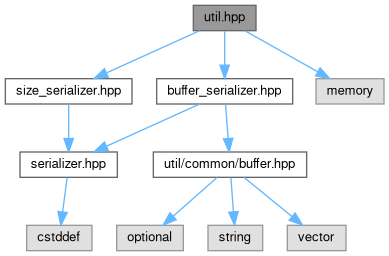 util.hpp
size_serializer.hpp
buffer_serializer.hpp
memory
serializer.hpp
util/common/buffer.hpp
cstddef
optional
string
vector